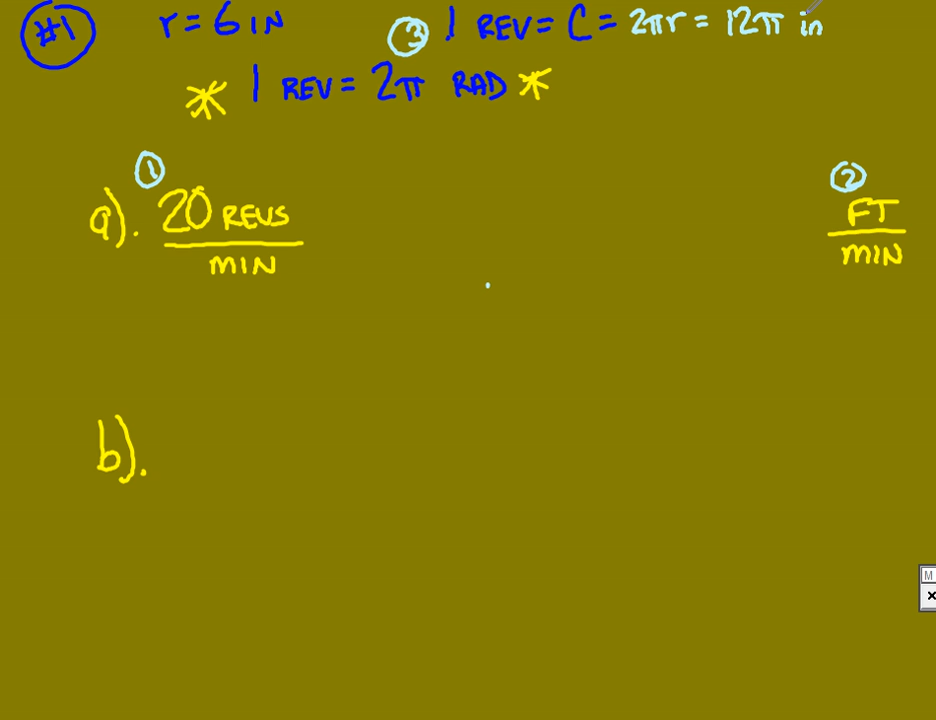 #1 r = 6 IN ③ 1 REV = C = 2πr = 12π in
* 1 REV = 2π RAD *
① ②
a). 20 REVS FT
MIN MIN
b).
M
×